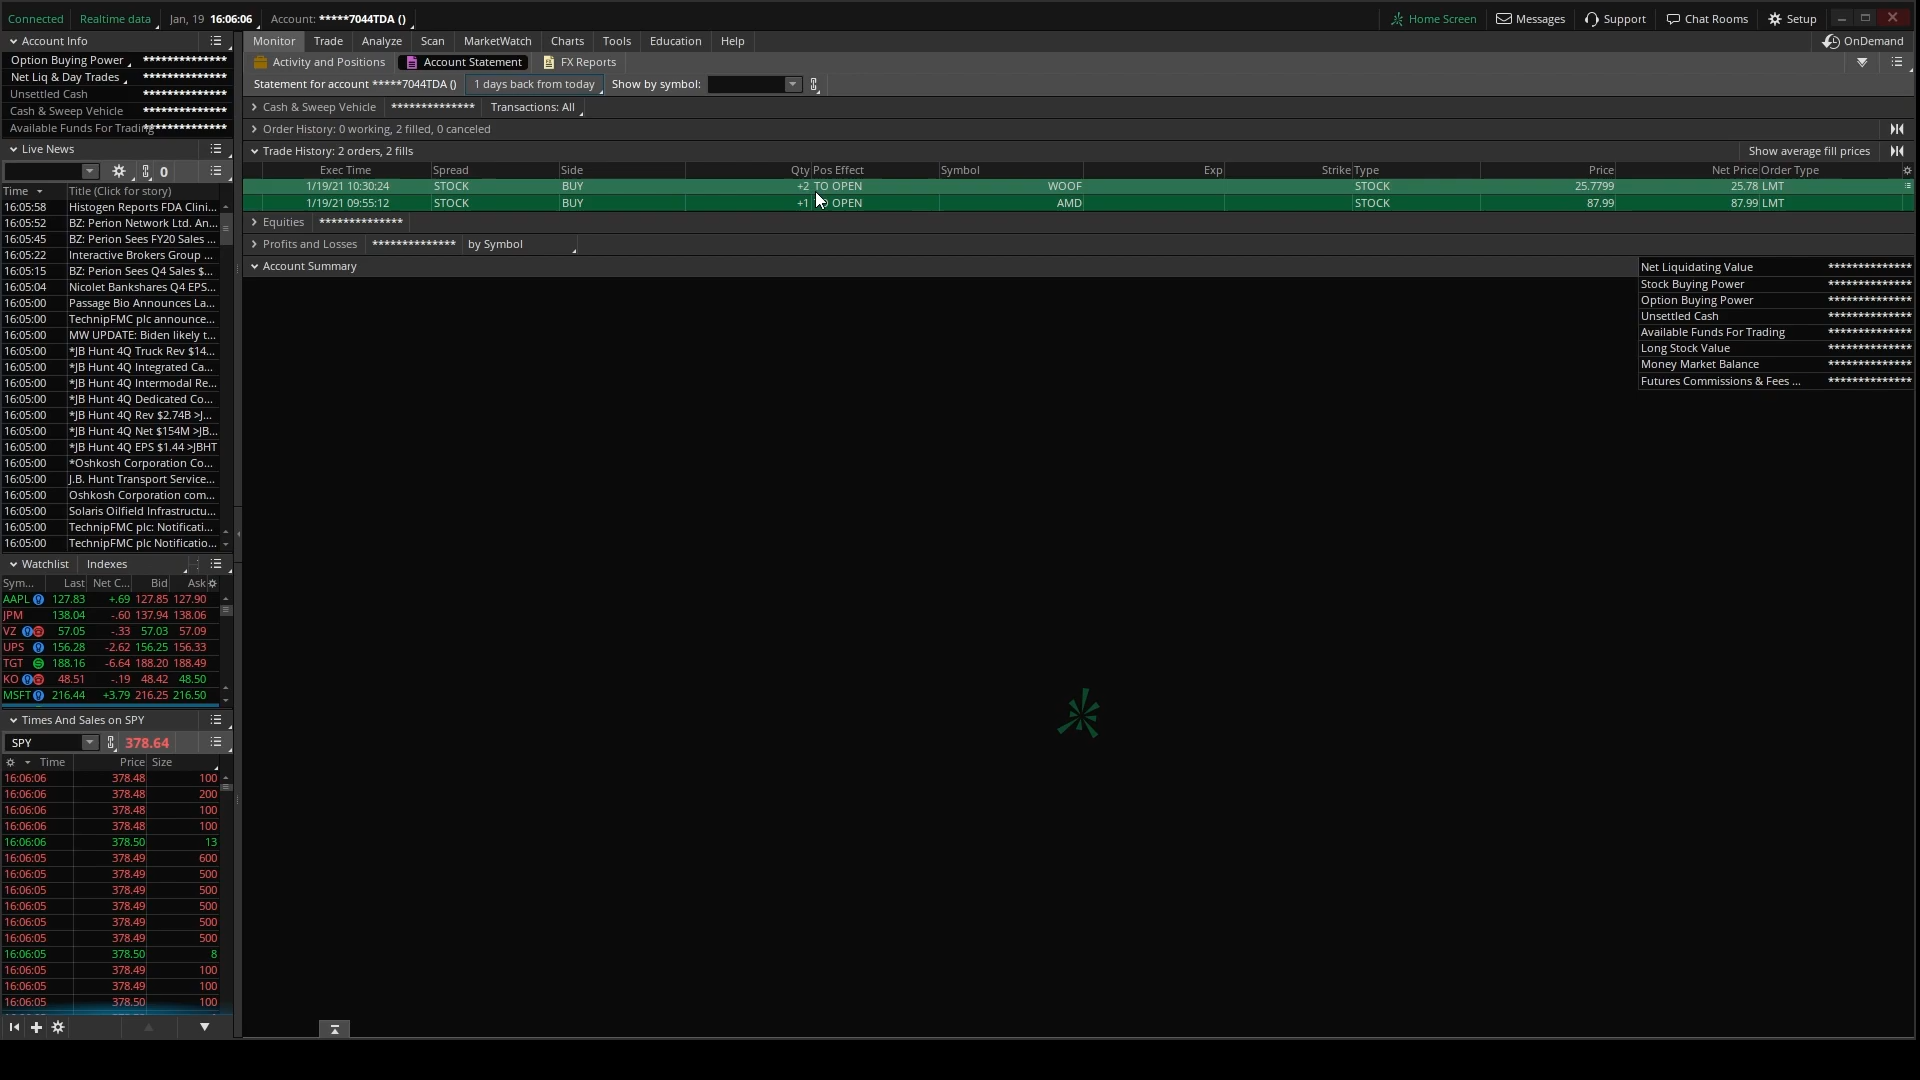 Connected Realtime data Jan, 19 16:06:06 Account: *****7044TDA () Home Screen Messages Support Chat Rooms Setup
Account Info
Option Buying Power **************
Net Liq & Day Trades **************
Unsettled Cash **************
Cash & Sweep Vehicle **************
Available Funds For Trading **************
Live News
0
Time Title (Click for story)
16:05:58 Histogen Reports FDA Clini...
16:05:52 BZ: Perion Network Ltd. An...
16:05:45 BZ: Perion Sees FY20 Sales ...
16:05:22 Interactive Brokers Group ...
16:05:15 BZ: Perion Sees Q4 Sales $...
16:05:04 Nicolet Bankshares Q4 EPS...
16:05:00 Passage Bio Announces La...
16:05:00 TechnipFMC plc announce...
16:05:00 MW UPDATE: Biden likely t...
16:05:00 *JB Hunt 4Q Truck Rev $14...
16:05:00 *JB Hunt 4Q Integrated Ca...
16:05:00 *JB Hunt 4Q Intermodal Re...
16:05:00 *JB Hunt 4Q Dedicated Co...
16:05:00 *JB Hunt 4Q Rev $2.74B >J...
16:05:00 *JB Hunt 4Q Net $154M >JB...
16:05:00 *JB Hunt 4Q EPS $1.44 >JBHT
16:05:00 *Oshkosh Corporation Co...
16:05:00 J.B. Hunt Transport Service...
16:05:00 Oshkosh Corporation com...
16:05:00 Solaris Oilfield Infrastructu...
16:05:00 TechnipFMC plc: Notificati...
16:05:00 TechnipFMC plc Notificatio...
Watchlist Indexes
Sym... Last Net C... Bid Ask
AAPL 127.83 +.69 127.85 127.90
JPM 138.04 -.60 137.94 138.06
VZ 57.05 -.33 57.03 57.09
UPS 156.28 -2.62 156.25 156.33
TGT 188.16 -6.64 188.20 188.49
KO 48.51 -.19 48.42 48.50
MSFT 216.44 +3.79 216.25 216.50
Times And Sales on SPY
SPY 378.64
Time Price Size
16:06:06 378.48 100
16:06:06 378.48 200
16:06:06 378.48 100
16:06:06 378.48 100
16:06:06 378.50 13
16:06:05 378.49 600
16:06:05 378.49 500
16:06:05 378.49 500
16:06:05 378.49 500
16:06:05 378.49 500
16:06:05 378.49 500
16:06:05 378.50 8
16:06:05 378.49 100
16:06:05 378.49 100
16:06:05 378.50 100
Monitor Trade Analyze Scan MarketWatch Charts Tools Education Help OnDemand
Activity and Positions Account Statement FX Reports
Statement for account *****7044TDA () 1 days back from today Show by symbol:
Cash & Sweep Vehicle ************** Transactions: All
Order History: 0 working, 2 filled, 0 canceled
Trade History: 2 orders, 2 fills Show average fill prices
Exec Time Spread Side Qty Pos Effect Symbol Exp Strike Type Price Net Price Order Type
1/19/21 10:30:24 STOCK BUY +2 TO OPEN WOOF STOCK 25.7799 25.78 LMT
1/19/21 09:55:12 STOCK BUY +1 OPEN AMD STOCK 87.99 87.99 LMT
Equities **************
Profits and Losses ************** by Symbol
Account Summary
Net Liquidating Value **************
Stock Buying Power **************
Option Buying Power **************
Unsettled Cash **************
Available Funds For Trading **************
Long Stock Value **************
Money Market Balance **************
Futures Commissions & Fees ... **************